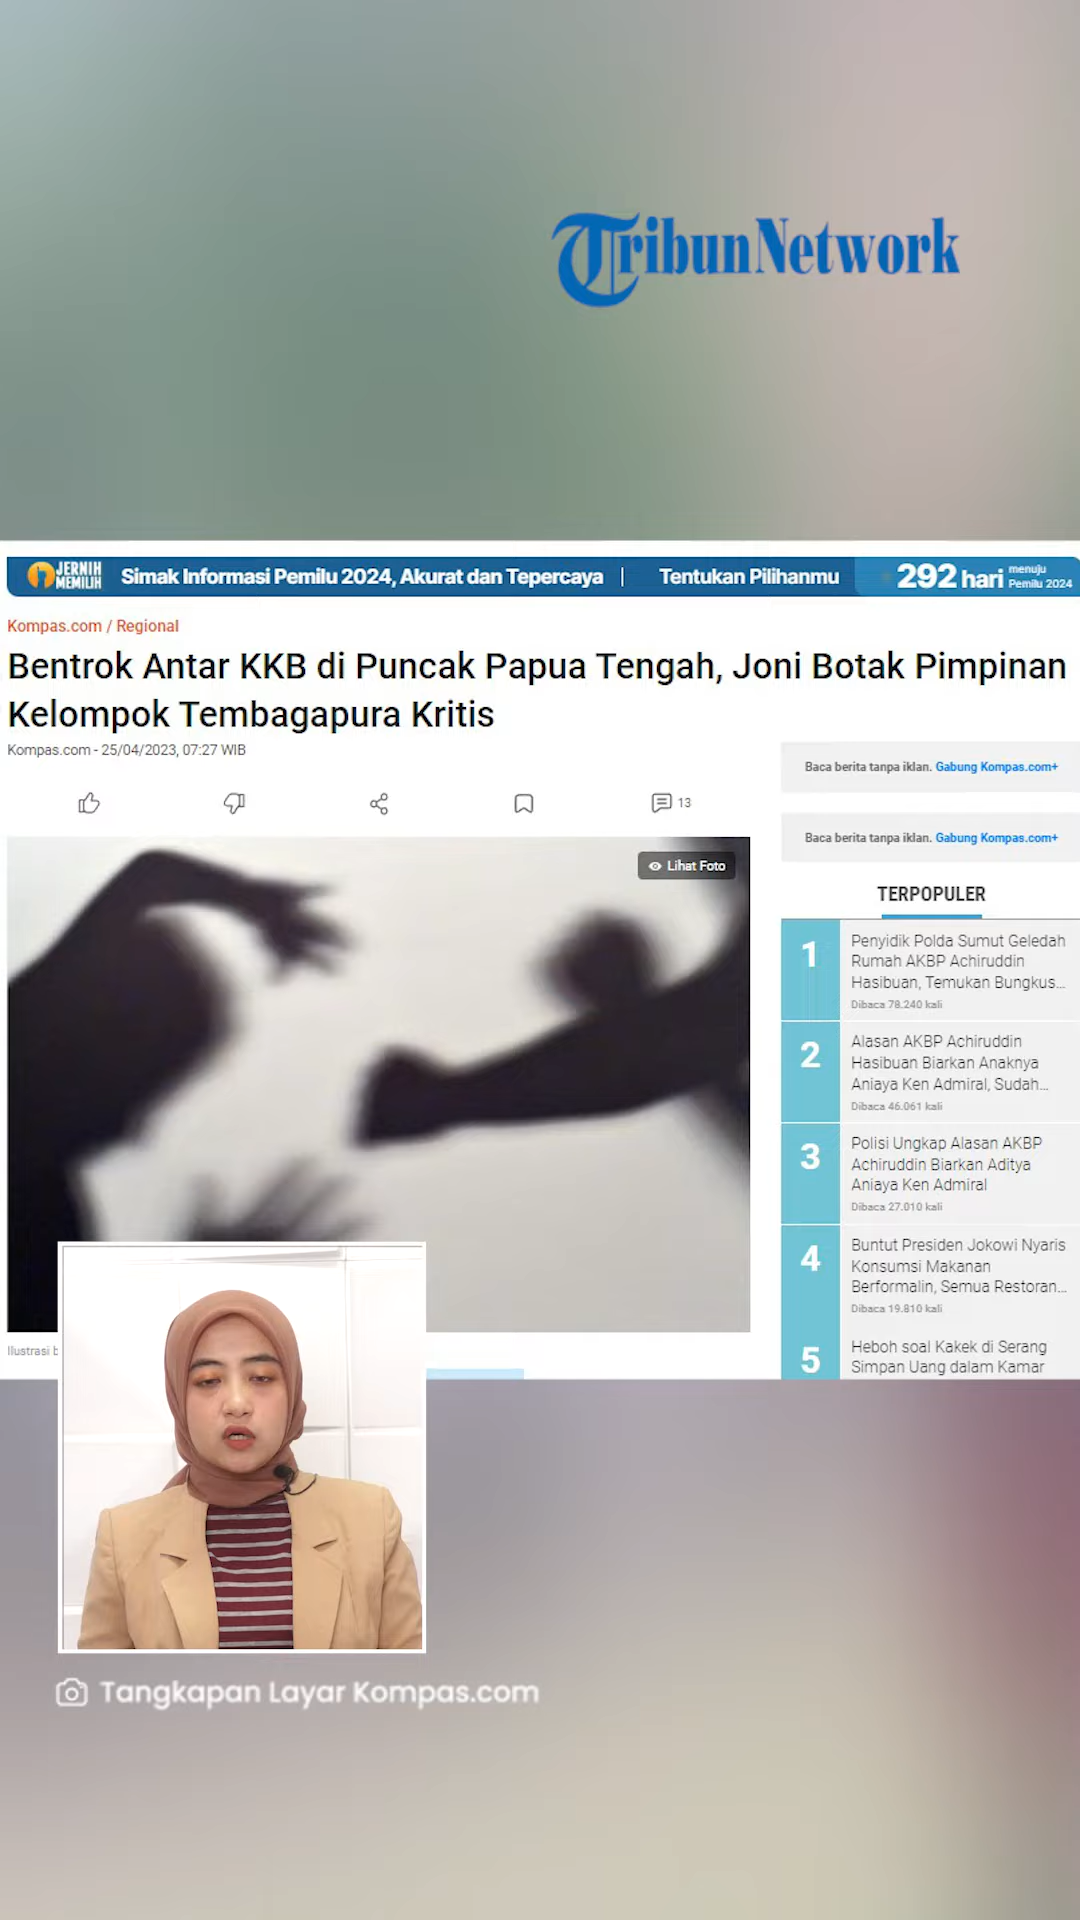 TribunNetwork
JERNIH
MEMILIH
Simak Informasi Pemilu 2024, Akurat dan Tepercaya | Tentukan Pilihanmu
292 hari
menuju
Pemilu 2024
Kompas.com / Regional
Bentrok Antar KKB di Puncak Papua Tengah, Joni Botak Pimpinan
Kelompok Tembagapura Kritis
Kompas.com - 25/04/2023, 07:27 WIB
13
Lihat Foto
Ilustrasi
Baca berita tanpa iklan. Gabung Kompas.com+
Baca berita tanpa iklan. Gabung Kompas.com+
TERPOPULER
1
Penyidik Polda Sumut Geledah
Rumah AKBP Achiruddin
Hasibuan, Temukan Bungkus...
Dibaca 78.240 kali
2
Alasan AKBP Achiruddin
Hasibuan Biarkan Anaknya
Aniaya Ken Admiral, Sudah...
Dibaca 46.061 kali
3
Polisi Ungkap Alasan AKBP
Achiruddin Biarkan Aditya
Aniaya Ken Admiral
Dibaca 27.010 kali
4
Buntut Presiden Jokowi Nyaris
Konsumsi Makanan
Berformalin, Semua Restoran...
Dibaca 19.810 kali
5
Heboh soal Kakek di Serang
Simpan Uang dalam Kamar
Tangkapan Layar Kompas.com